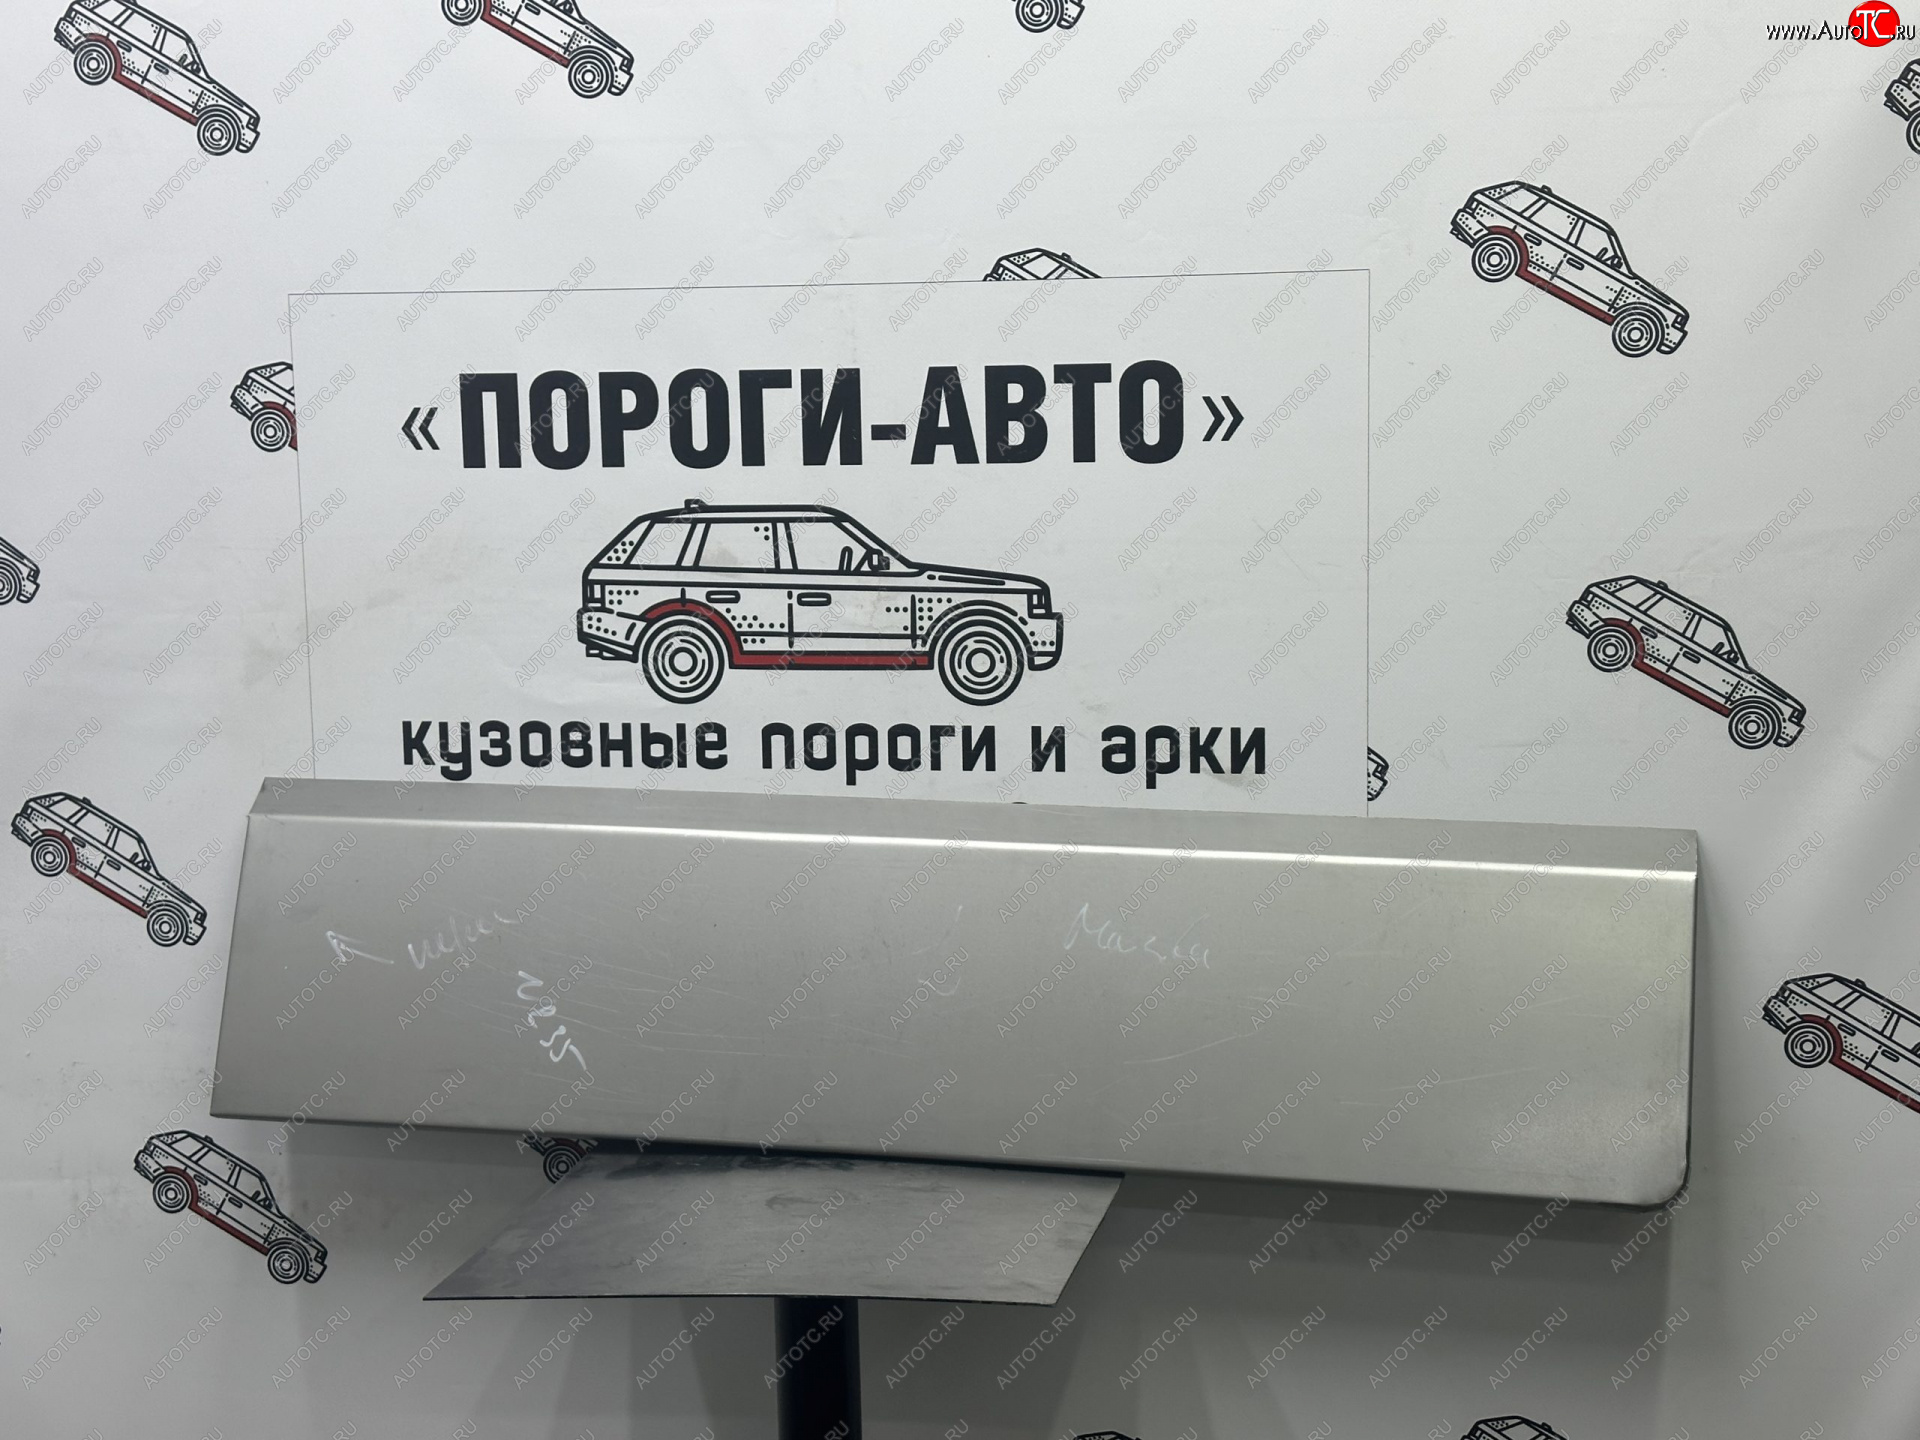 www.AutoTC.RU
«ПОРОГИ-АВТО»
кузовные пороги и арки